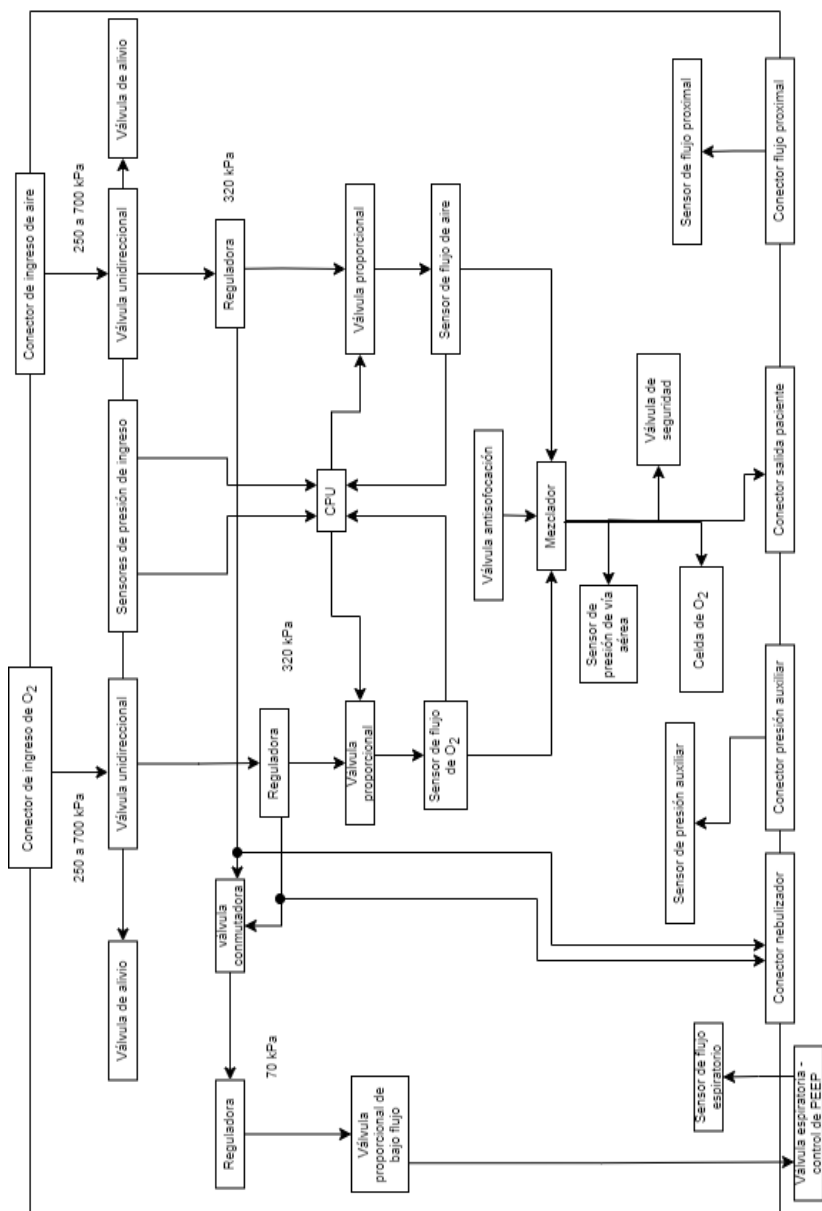 Conector de ingreso de O2
Conector de ingreso de aire
250 a 700 kPa
250 a 700 kPa
Válvula de alivio
Válvula unidireccional
Sensores de presión de ingreso
Válvula unidireccional
Válvula de alivio
320 kPa
Reguladora
válvula
conmutadora
Reguladora
Reguladora
70 kPa
320 kPa
CPU
Válvula
proporcional de
bajo flujo
Válvula
proporcional
Válvula proporcional
Sensor de flujo
de O2
Sensor de flujo de aire
Válvula antisofocación
Mezclador
Sensor de
presión de vía
aérea
Válvula de
seguridad
Celda de O2
Sensor de flujo
espiratorio
Sensor de presión auxiliar
Sensor de flujo proximal
Válvula espiratoria -
control de PEEP
Conector nebulizador
Conector presión auxiliar
Conector salida paciente
Conector flujo proximal